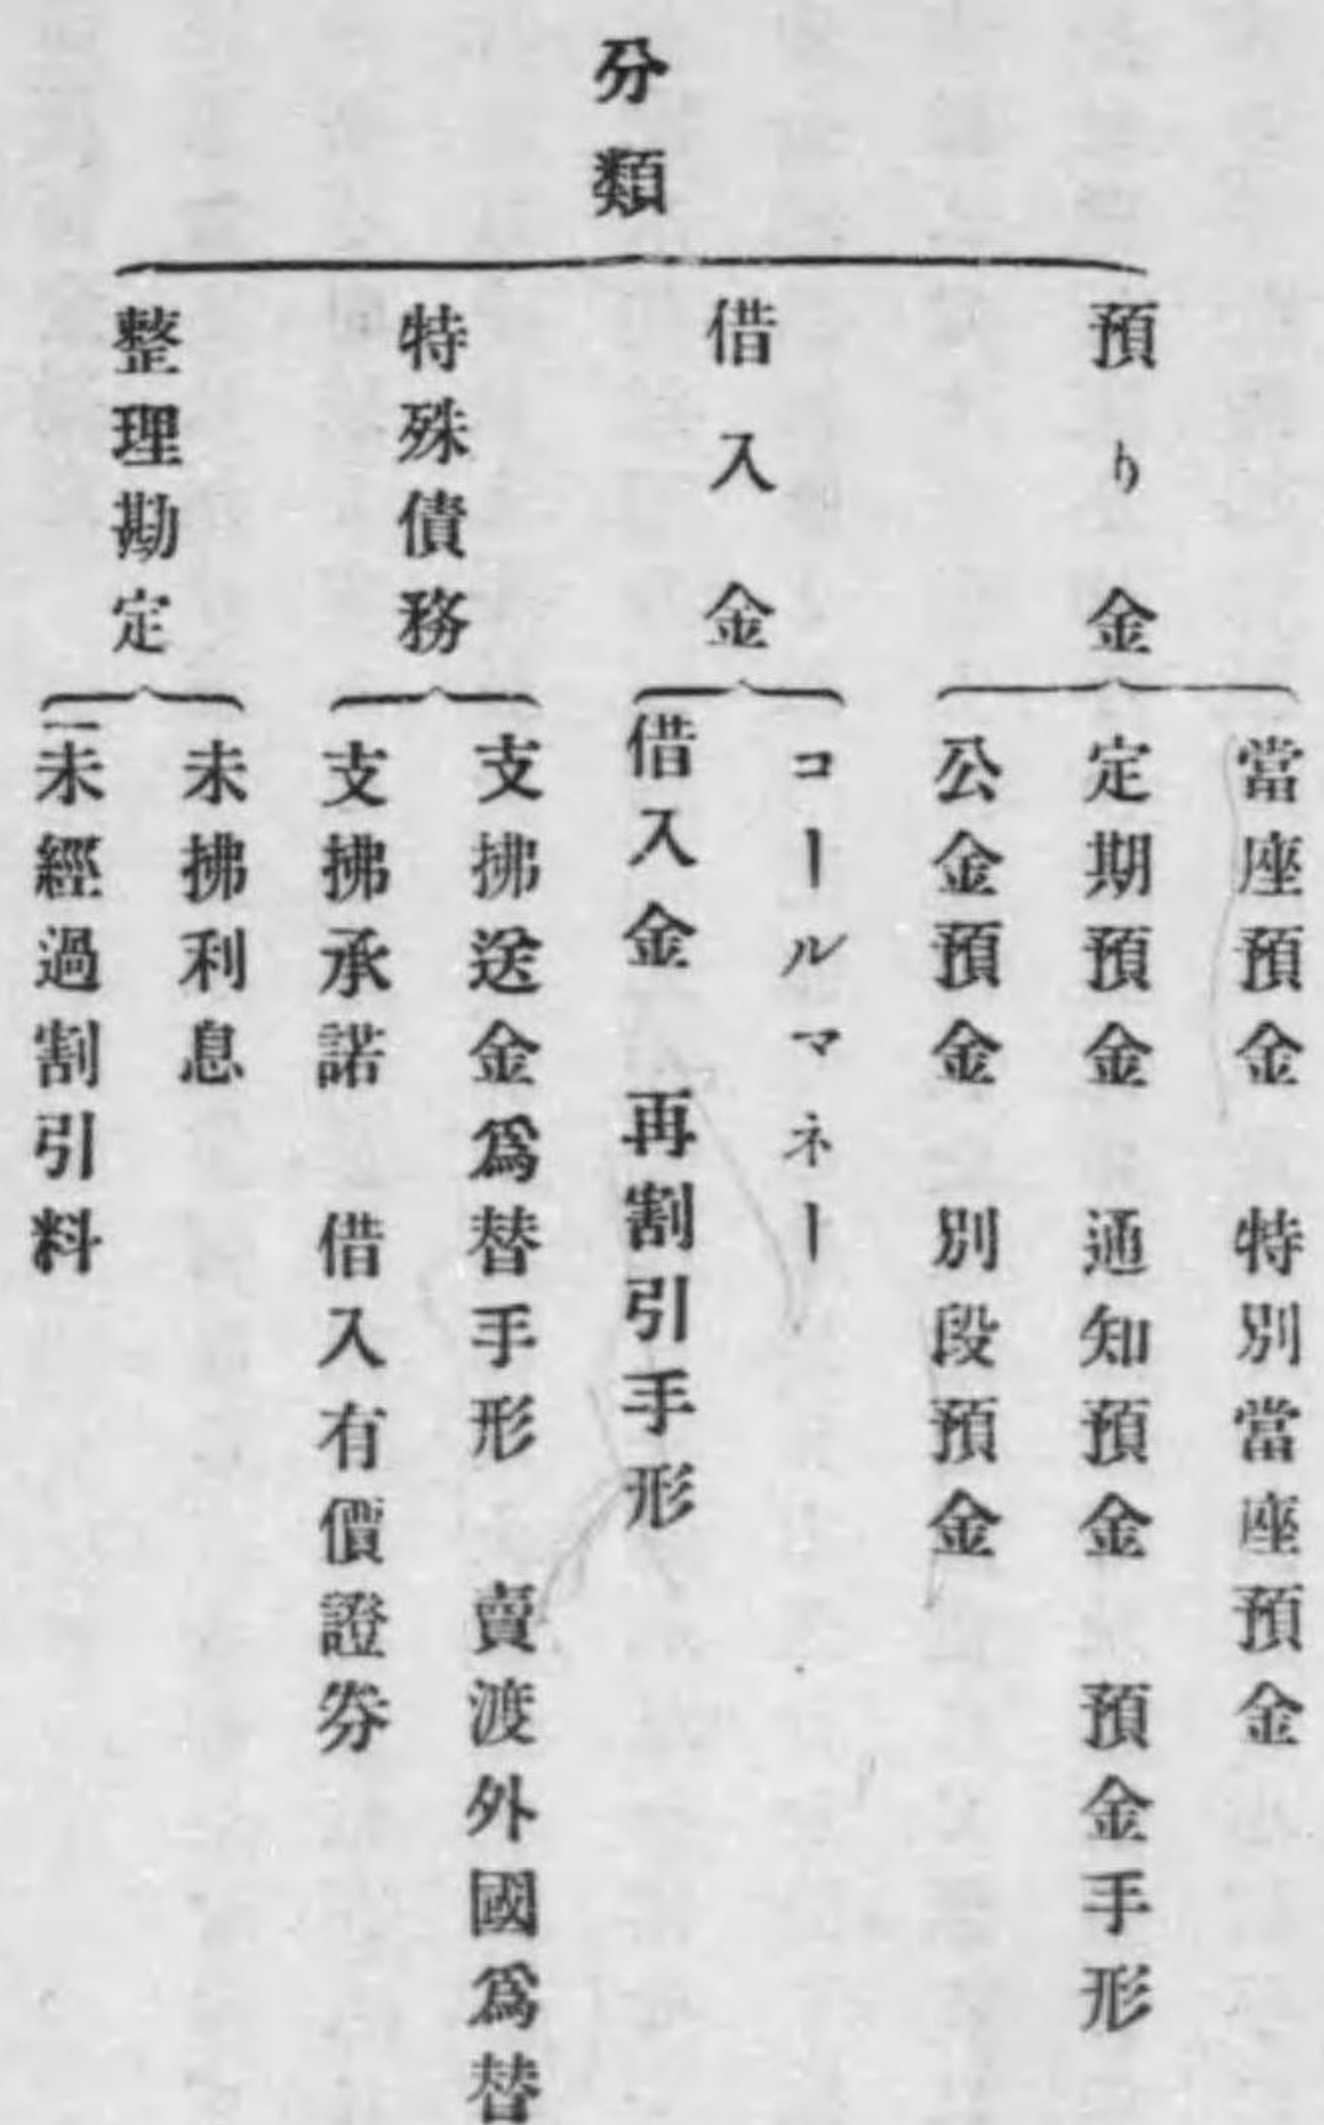 分類
預り金
當座預金　特別當座預金
定期預金　通知預金　預金手形
公金預金　別段預金
借入金
コールマネー
借入金　再割引手形
特殊債務
支拂送金爲替手形　賣渡外國爲替
支拂承諾　借入有價證券
整理勘定
未拂利息
未經過割引料